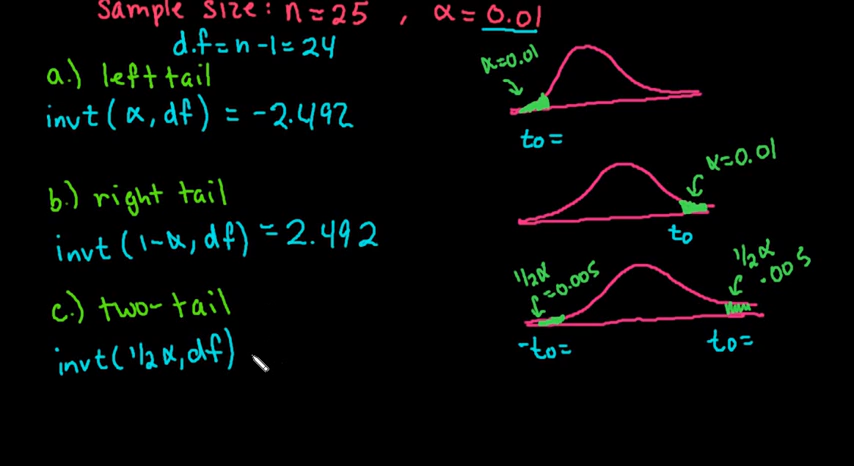 Sample Size: n=25 , α=0.01
d.f=n-1=24
a.) left tail
invt(α,df) = -2.492
α=0.01
to=
b.) right tail
invt(1-α,df) = 2.492
α=0.01
to
c.) two-tail
invt(1/2α,df)
1/2α
=0.005
1/2α
.005
-to=
to=